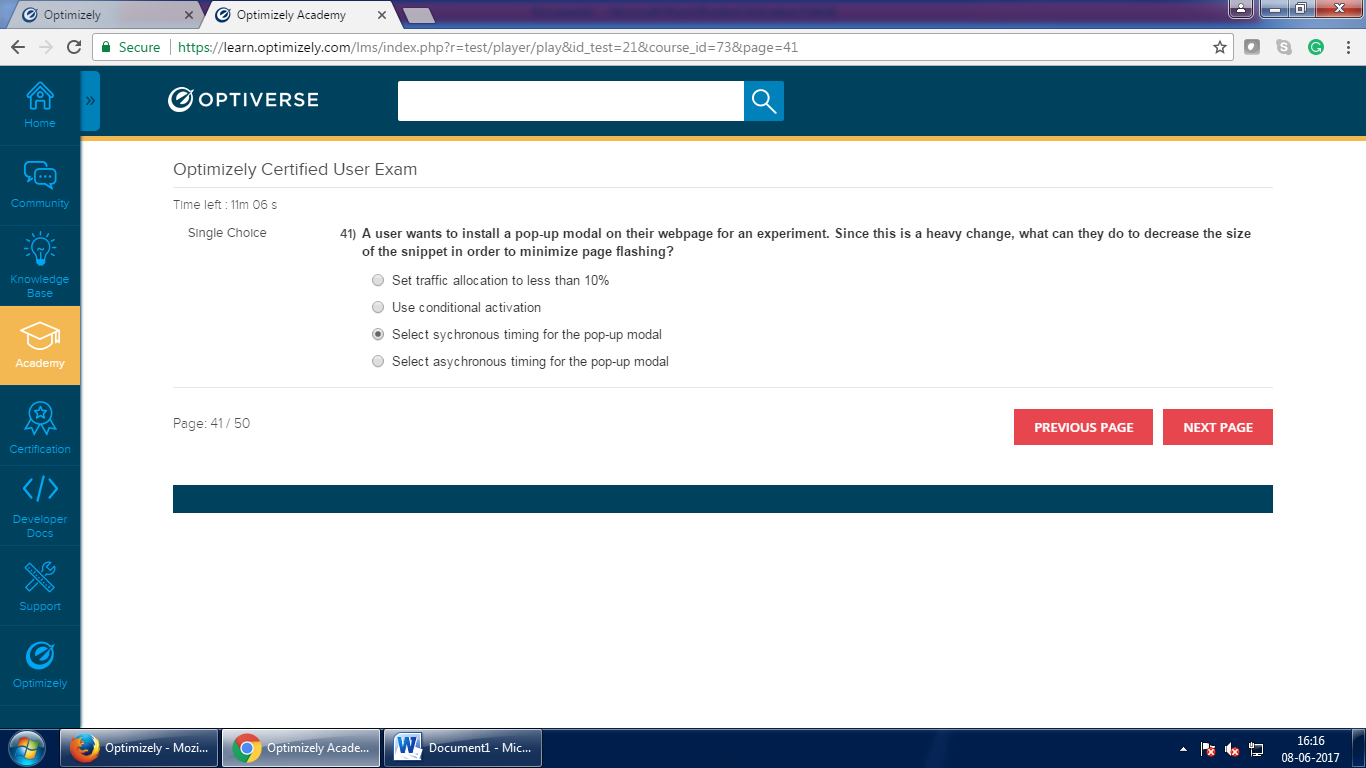 Optimizely
Optimizely Academy
Secure
https://learn.optimizely.com/lms/index.php?r=test/player/play&id_test=21&course_id=73&page=41
Home
Community
Knowledge
Base
Academy
Certification
Developer
Docs
Support
Optimizely
»
OPTIVERSE
Optimizely Certified User Exam
Time left : 11m 06 s
Single Choice
41) A user wants to install a pop-up modal on their webpage for an experiment. Since this is a heavy change, what can they do to decrease the size
of the snippet in order to minimize page flashing?
Set traffic allocation to less than 10%
Use conditional activation
Select sychronous timing for the pop-up modal
Select asychronous timing for the pop-up modal
Page: 41 / 50
PREVIOUS PAGE
NEXT PAGE
Optimizely - Mozi...
Optimizely Acade...
Document1 - Mic...
16:16
08-06-2017